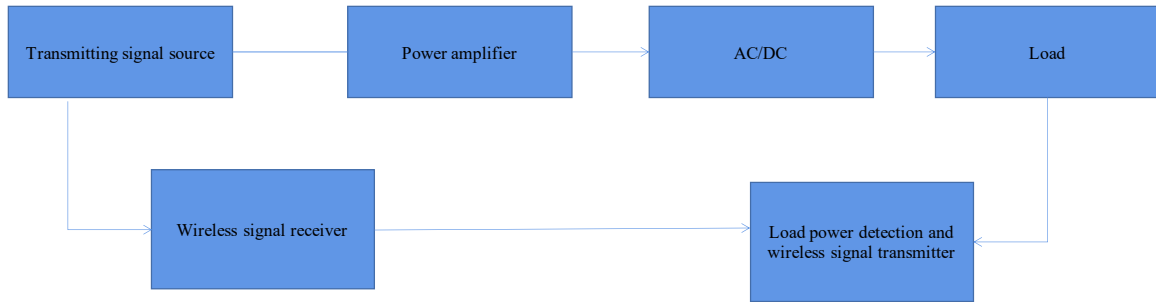 Transmitting signal source
Power amplifier
AC/DC
Load
Wireless signal receiver
Load power detection and
wireless signal transmitter